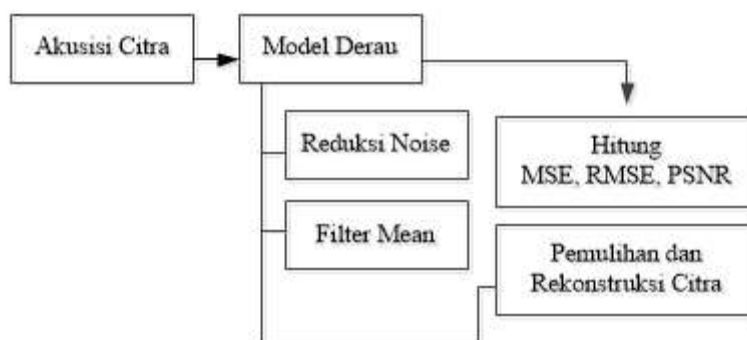 Akusisi Citra
Model Derau
Reduksi Noise
Hitung
MSE, RMSE, PSNR
Filter Mean
Pemulihan dan
Rekonstruksi Citra